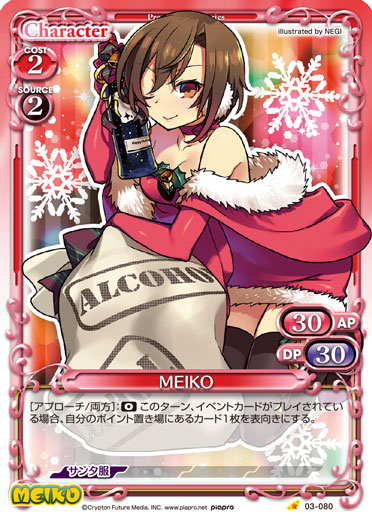 Character
illustrated by NEGI
COST
2
SOURCE
2
ALCOHO
30 AP
DP 30
MEIKO
[アプローチ/両方]：このターン、イベントカードがプレイされてい
る場合、自分のポイント置き場にあるカード1枚を表向きにする。
サンタ服
MEIKO
©Crypton Future Media, INC. www.piapro.net piapro
03-080